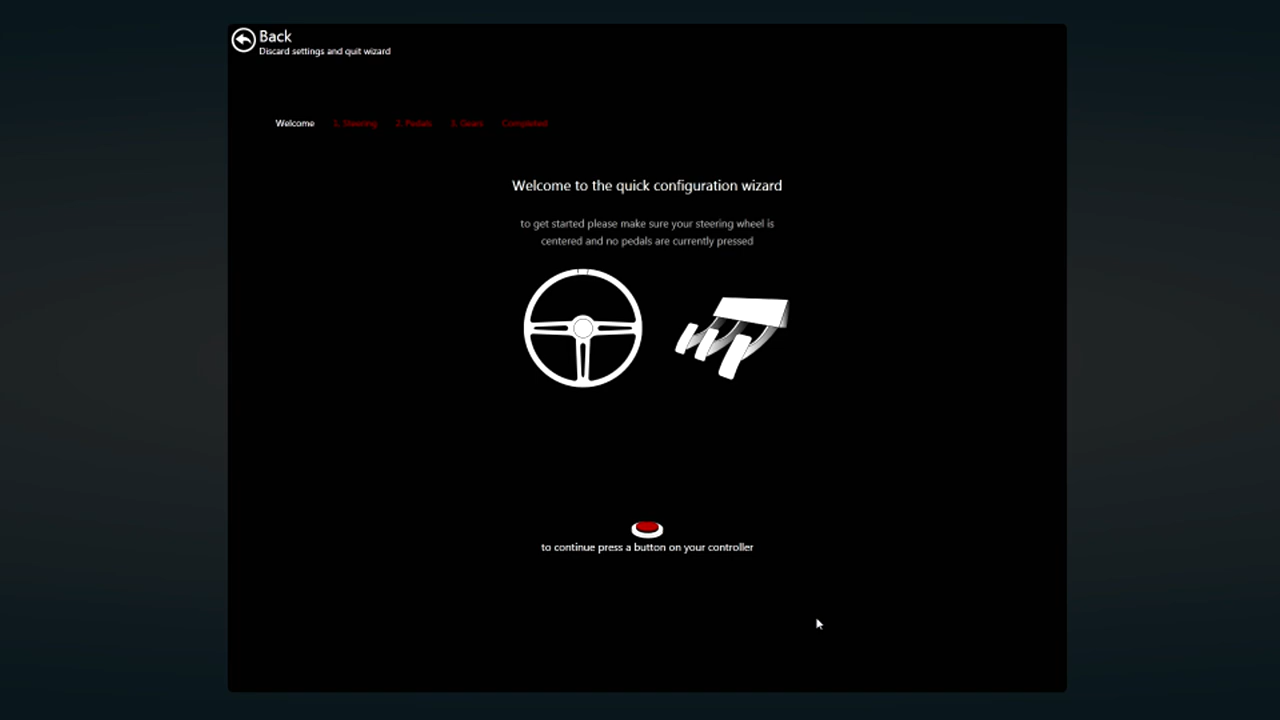 Back
Discard settings and quit wizard
Welcome 1. Steering 2. Pedals 3. Gears Completed
Welcome to the quick configuration wizard
to get started please make sure your steering wheel is
centered and no pedals are currently pressed
to continue press a button on your controller